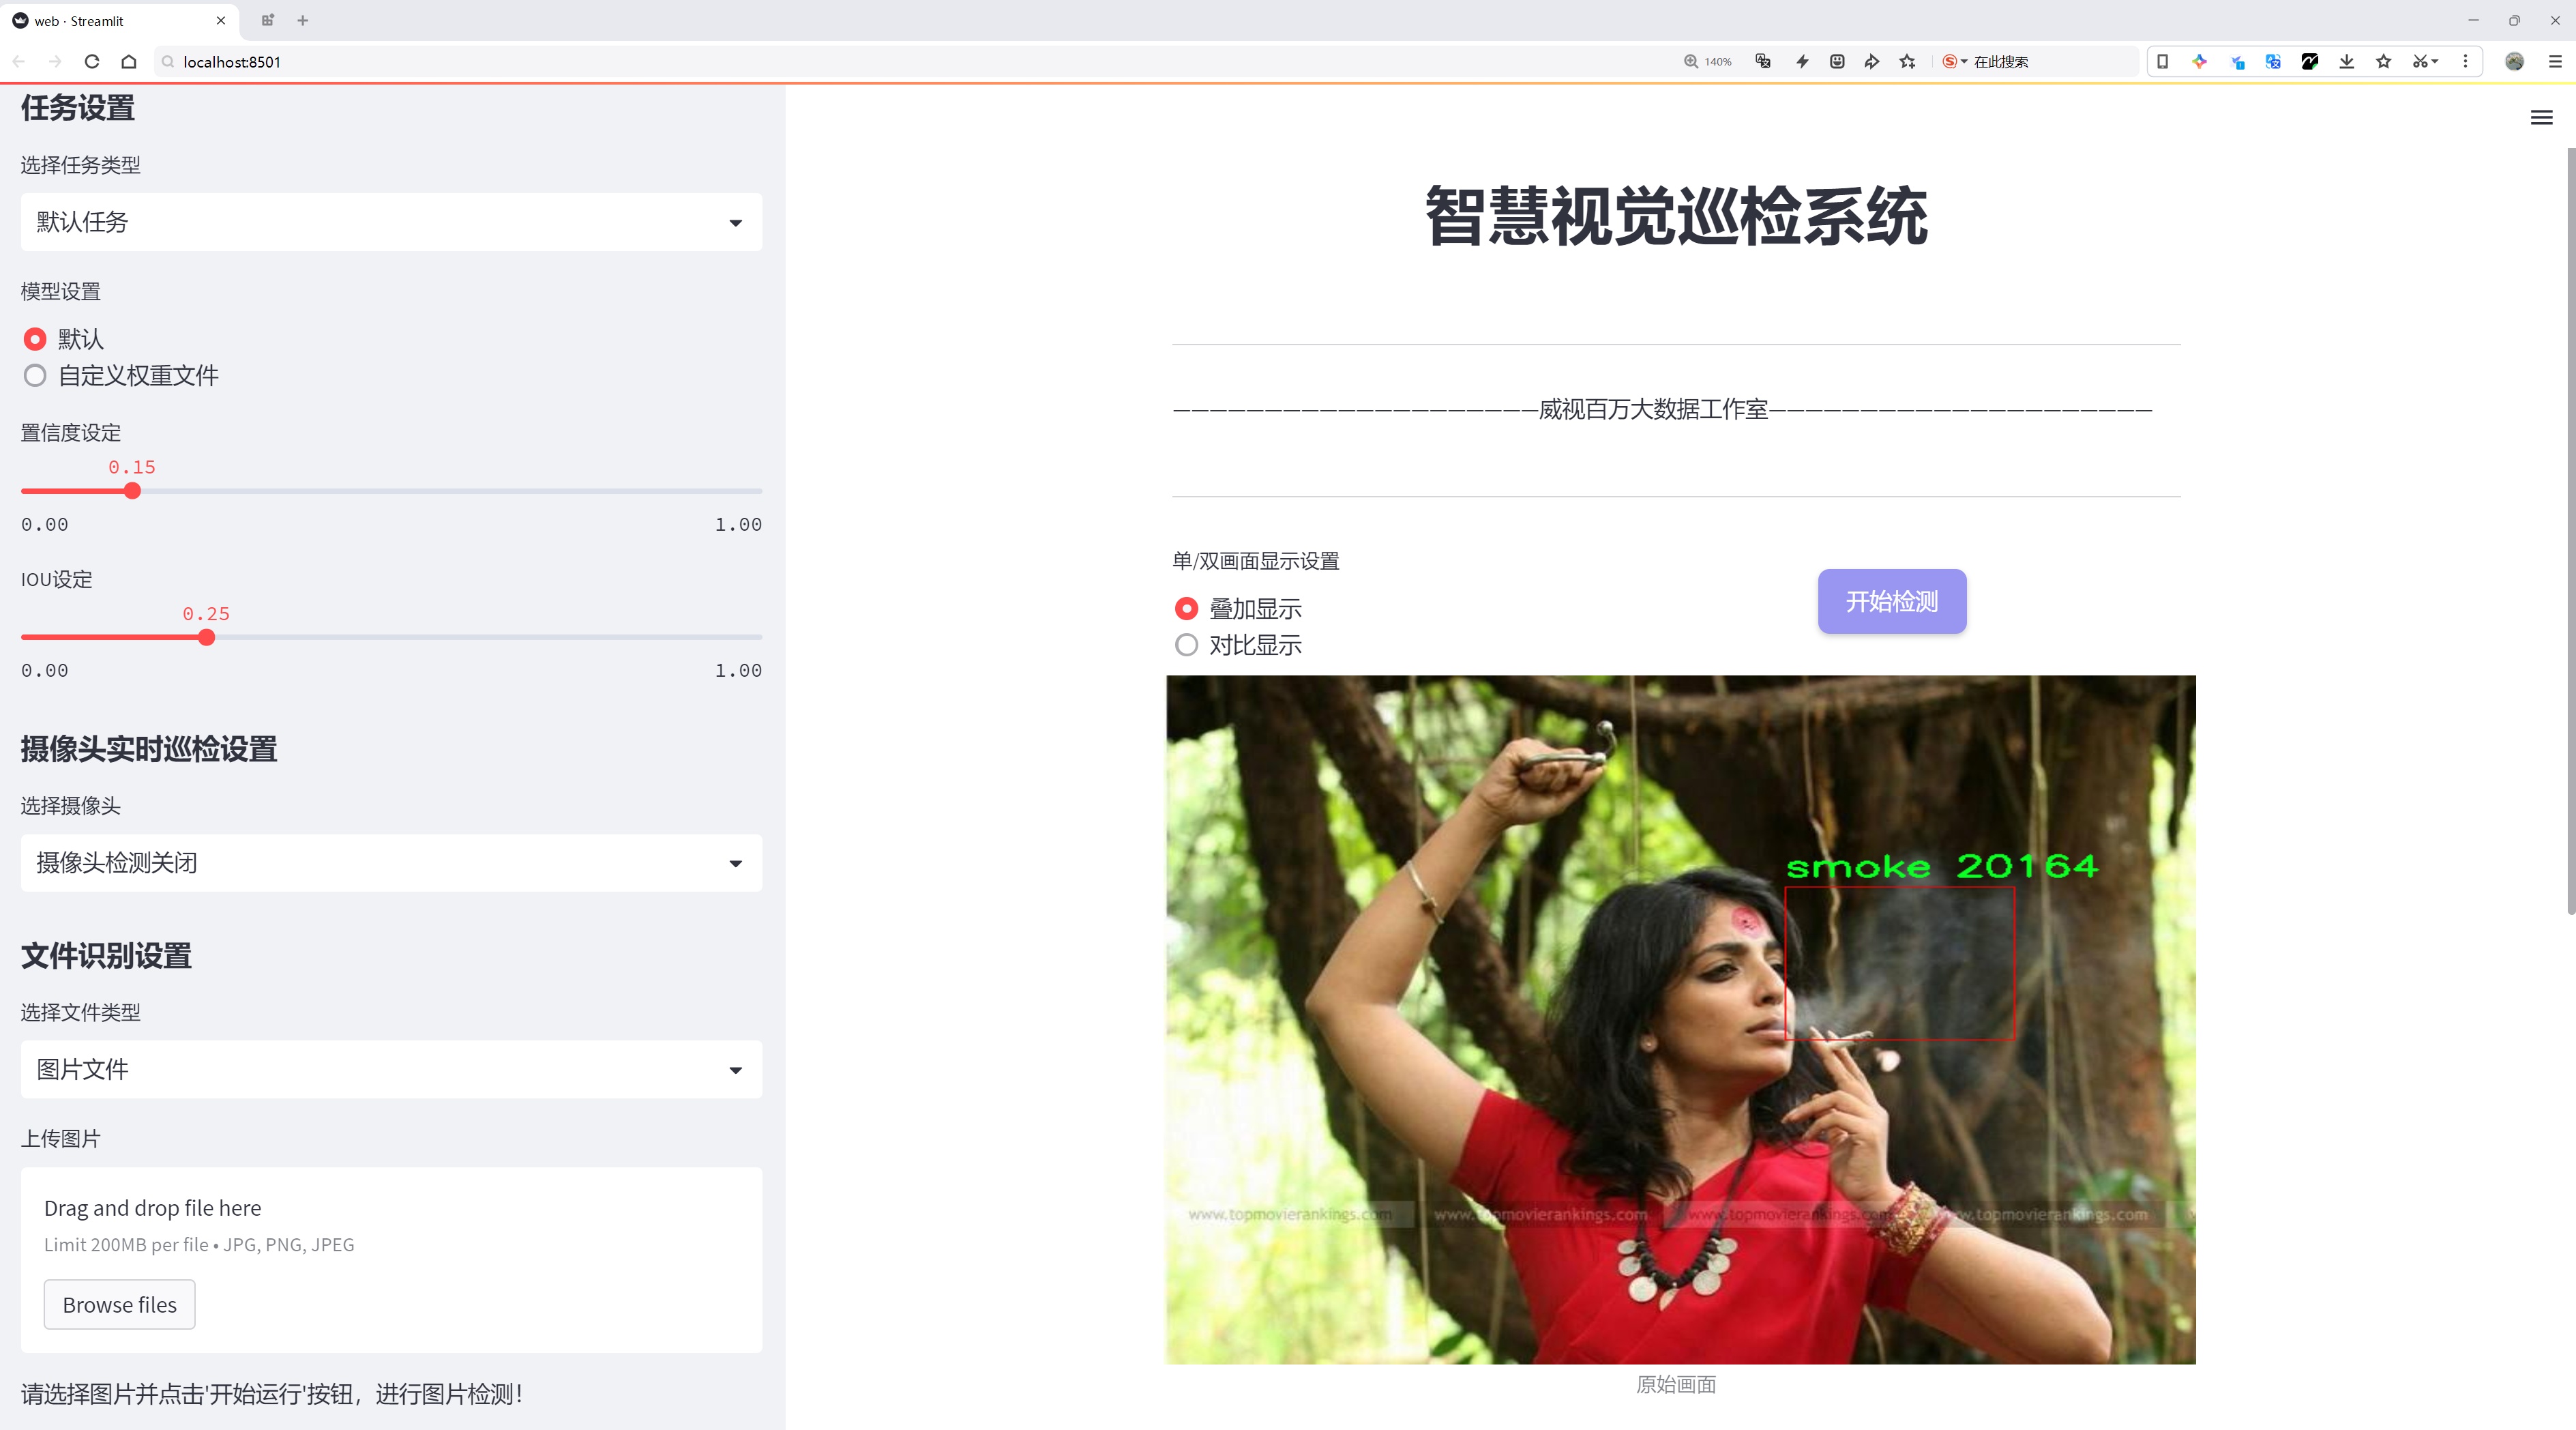 web · Streamlit
localhost:8501
140%
在此搜索
任务设置
选择任务类型
默认任务
模型设置
默认
自定义权重文件
置信度设定
0.15
0.00 1.00
IOU设定
0.25
0.00 1.00
摄像头实时巡检设置
选择摄像头
摄像头检测关闭
文件识别设置
选择文件类型
图片文件
上传图片
Drag and drop file here
Limit 200MB per file • JPG, PNG, JPEG
Browse files
请选择图片并点击'开始运行'按钮，进行图片检测！
智慧视觉巡检系统
————————————————————威视百万大数据工作室—————————————————————
单/双画面显示设置
叠加显示
对比显示
开始检测
smoke 20164
www.topmovierankings.com www.topmovierankings.com www.topmovierankings.com www.topmovierankings.com
原始画面